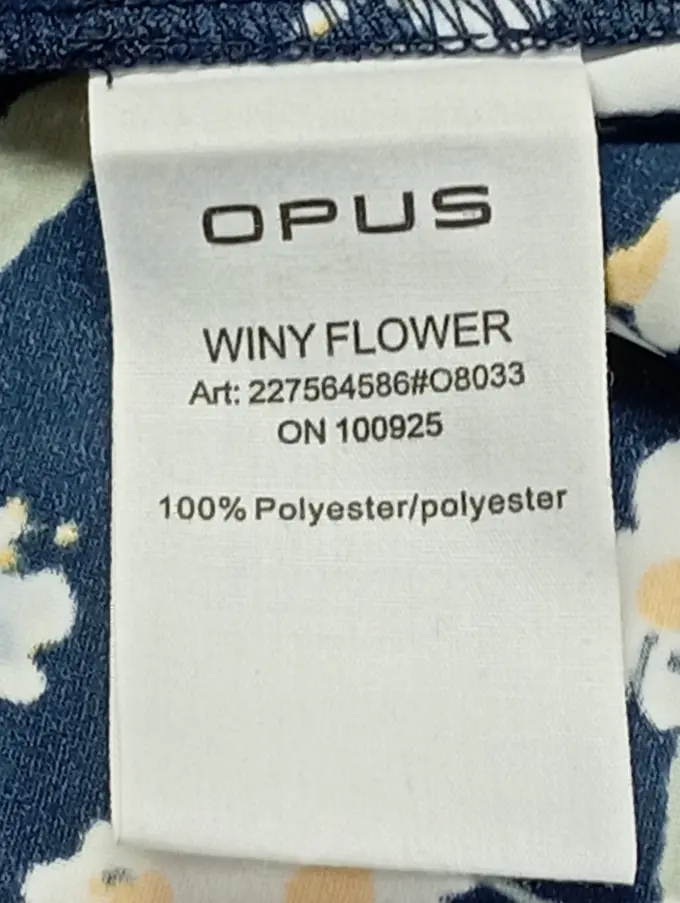 OPUS
WINY FLOWER
Art: 227564586#O8033
ON 100925
100% Polyester/polyester